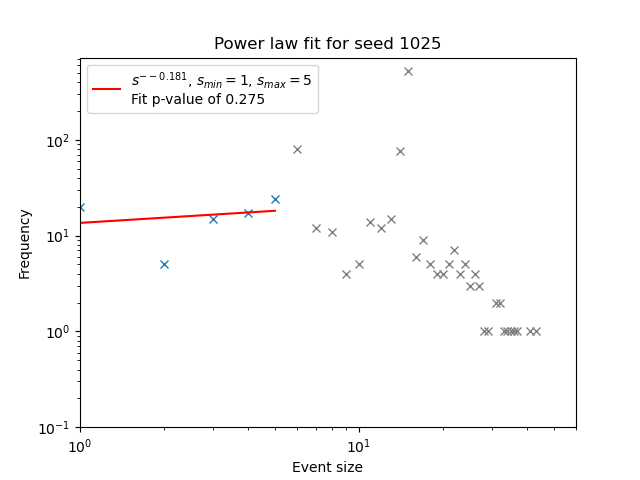 Power law fit for seed 1025
s^{--0.181}, s_{min} = 1, s_{max} = 5
Fit p-value of 0.275
Frequency
10^2
10^1
10^0
10^{-1}
10^0
10^1
Event size